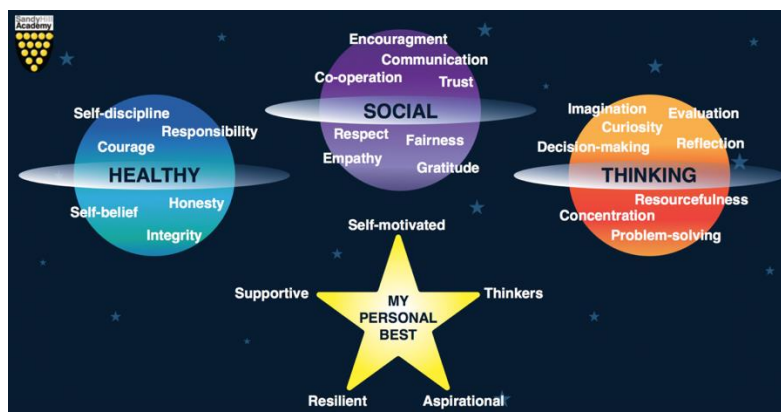 SandyHill
Academy
Encouragment
Communication
Co-operation
Trust
SOCIAL
Respect
Fairness
Empathy
Gratitude
Self-discipline
Responsibility
Courage
HEALTHY
Honesty
Self-belief
Integrity
Imagination
Evaluation
Curiosity
Decision-making
Reflection
THINKING
Resourcefulness
Concentration
Problem-solving
Self-motivated
Supportive
Thinkers
MY
PERSONAL
BEST
Resilient
Aspirational